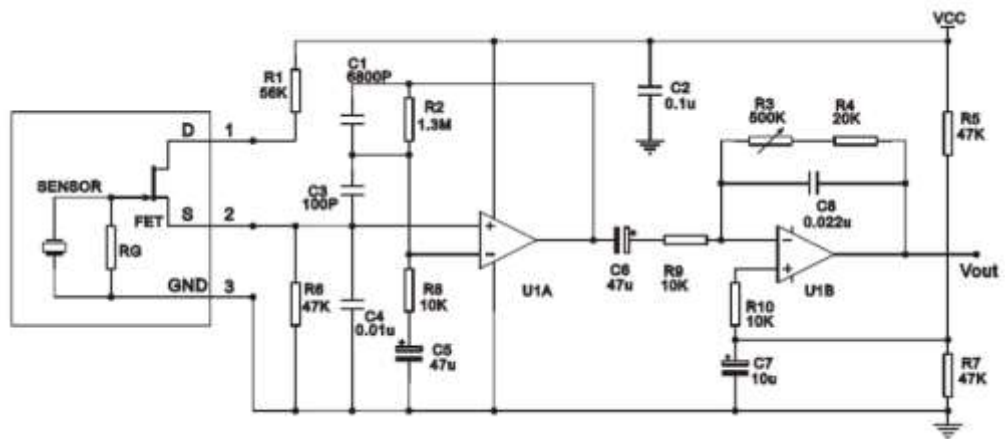 VCC
C1
6800P
R1
56K
R2
1.3M
C2
0.1u
R3
500K
R4
20K
R5
47K
D
1
SENSOR
C3
100P
C8
0.022u
S
2
FET
RG
+
-
-
+
Vout
GND
3
R6
47K
C4
0.01u
R8
10K
U1A
C6
47u
R9
10K
U1B
R10
10K
+
C5
47u
+
C7
10u
R7
47K